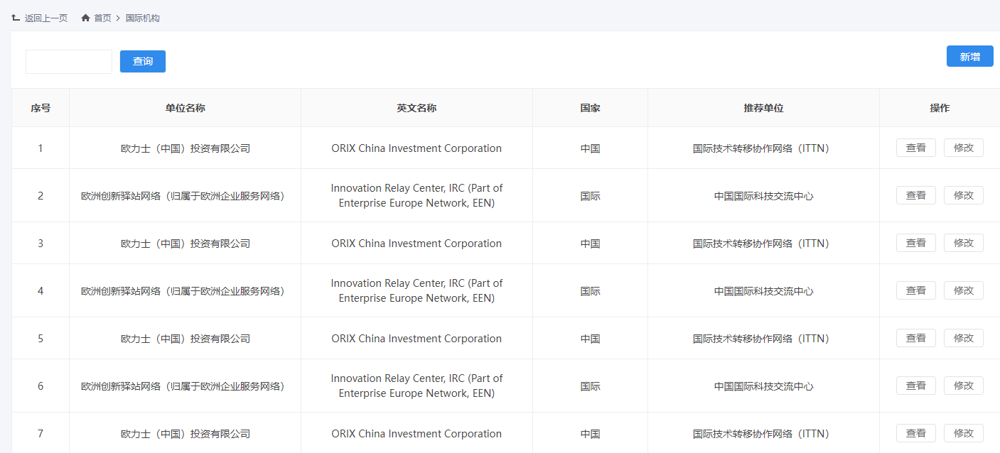 返回上一页 首页 > 国际机构
查询
新增
序号 单位名称 英文名称 国家 推荐单位 操作
1 欧力士（中国）投资有限公司 ORIX China Investment Corporation 中国 国际技术转移协作网络（ITTN） 查看 修改
2 欧洲创新驿站网络（归属于欧洲企业服务网络） Innovation Relay Center, IRC (Part of
Enterprise Europe Network, EEN) 国际 中国国际科技交流中心 查看 修改
3 欧力士（中国）投资有限公司 ORIX China Investment Corporation 中国 国际技术转移协作网络（ITTN） 查看 修改
4 欧洲创新驿站网络（归属于欧洲企业服务网络） Innovation Relay Center, IRC (Part of
Enterprise Europe Network, EEN) 国际 中国国际科技交流中心 查看 修改
5 欧力士（中国）投资有限公司 ORIX China Investment Corporation 中国 国际技术转移协作网络（ITTN） 查看 修改
6 欧洲创新驿站网络（归属于欧洲企业服务网络） Innovation Relay Center, IRC (Part of
Enterprise Europe Network, EEN) 国际 中国国际科技交流中心 查看 修改
7 欧力士（中国）投资有限公司 ORIX China Investment Corporation 中国 国际技术转移协作网络（ITTN） 查看 修改